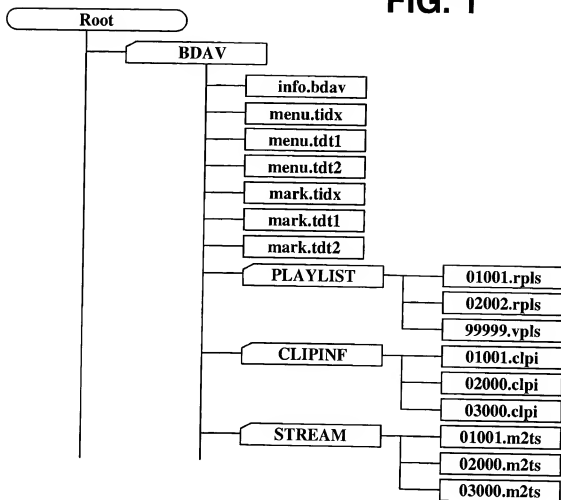 FIG. 1
Root
BDAV
info.bdav
menu.tidx
menu.tdt1
menu.tdt2
mark.tidx
mark.tdt1
mark.tdt2
PLAYLIST
01001.rpls
02002.rpls
99999.vpls
CLIPINF
01001.clpi
02000.clpi
03000.clpi
STREAM
01001.m2ts
02000.m2ts
03000.m2ts